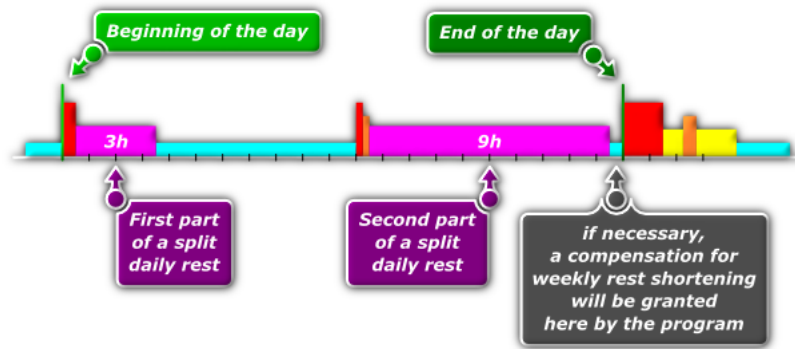 Beginning of the day
End of the day
3h
9h
First part
of a split
daily rest
Second part
of a split
daily rest
if necessary,
a compensation for
weekly rest shortening
will be granted
here by the program